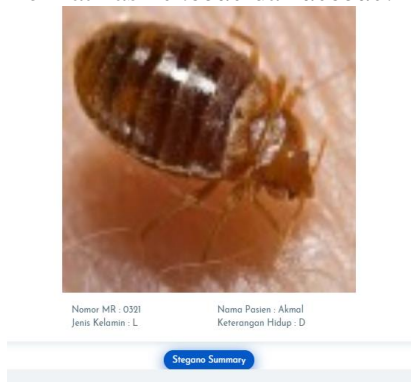 Nomor MR : 0321
Nama Pasien : Akmal
Jenis Kelamin : L
Keterangan Hidup : D
Stegano Summary